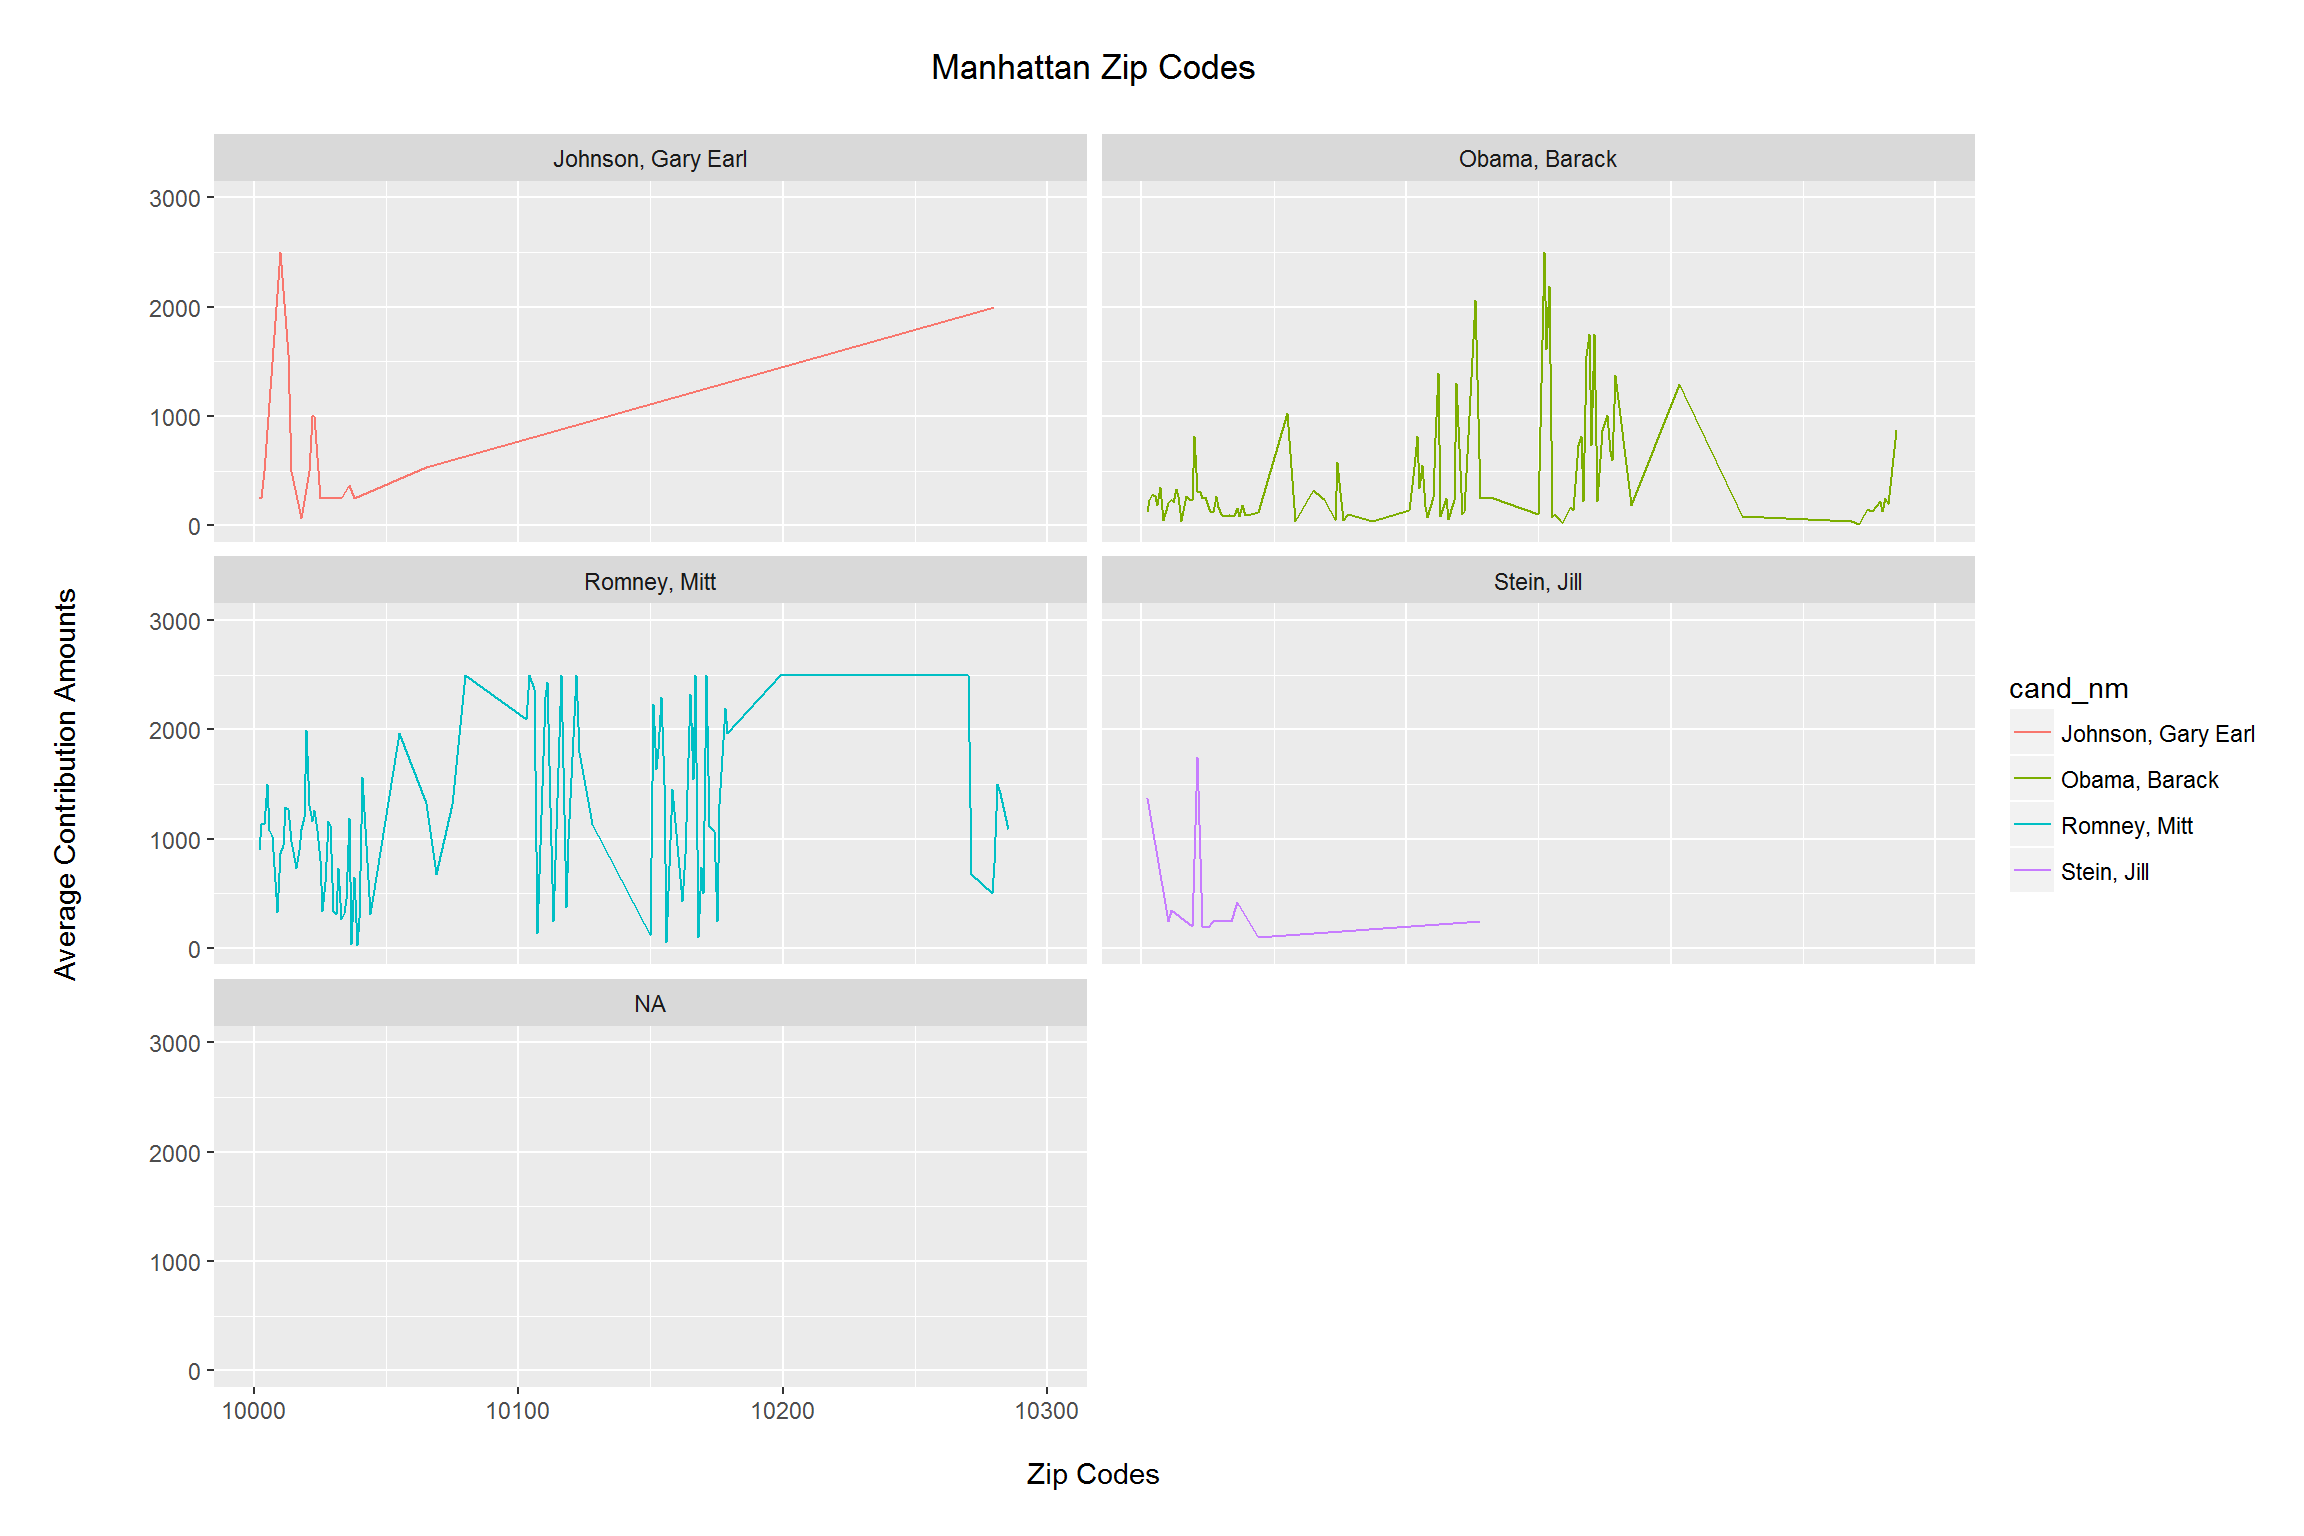 Manhattan Zip Codes
Johnson, Gary Earl
Obama, Barack
3000
2000
1000
0
Romney, Mitt
Stein, Jill
3000
2000
1000
0
NA
3000
2000
1000
0
10000
10100
10200
10300
Zip Codes
Average Contribution Amounts
cand_nm
Johnson, Gary Earl
Obama, Barack
Romney, Mitt
Stein, Jill